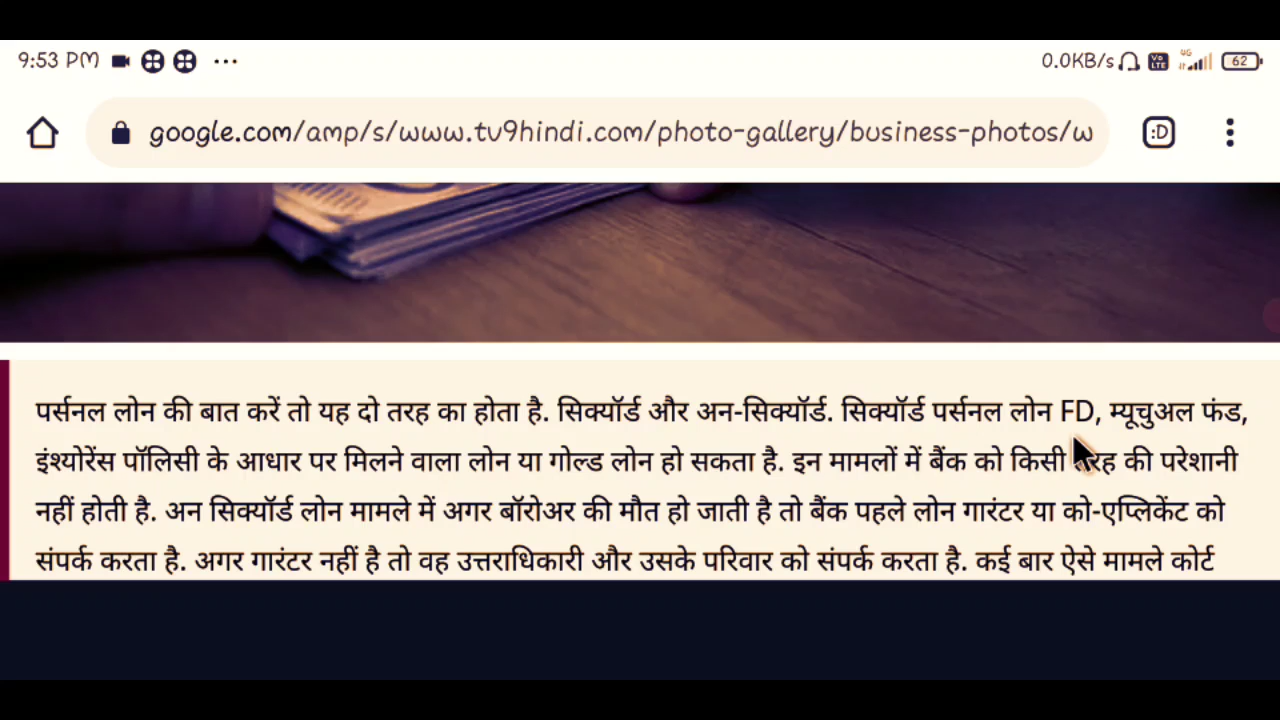 9:53 PM ... 0.0KB/s Vo LTE 4G 62
google.com/amp/s/www.tv9hindi.com/photo-gallery/business-photos/w :D
पर्सनल लोन की बात करें तो यह दो तरह का होता है. सिक्यॉर्ड और अन-सिक्यॉर्ड. सिक्यॉर्ड पर्सनल लोन FD, म्यूचुअल फंड,
इंश्योरेंस पॉलिसी के आधार पर मिलने वाला लोन या गोल्ड लोन हो सकता है. इन मामलों में बैंक को किसी की परेशानी
नहीं होती है. अन सिक्यॉर्ड लोन मामले में अगर बॉरोअर की मौत हो जाती है तो बैंक पहले लोन गारंटर या को-एप्लिकेंट को
संपर्क करता है. अगर गारंटर नहीं है तो वह उत्तराधिकारी और उसके परिवार को संपर्क करता है. कई बार ऐसे मामले कोर्ट